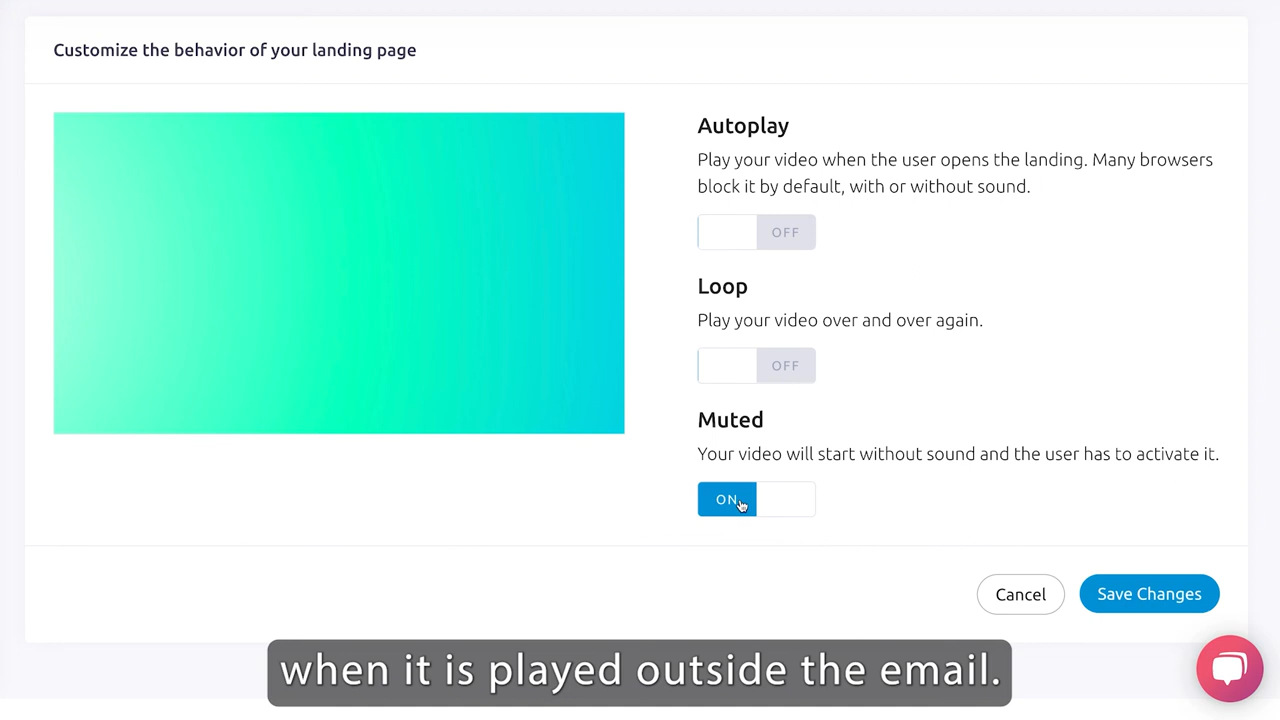 Customize the behavior of your landing page
Autoplay
Play your video when the user opens the landing. Many browsers
block it by default, with or without sound.
OFF
Loop
Play your video over and over again.
OFF
Muted
Your video will start without sound and the user has to activate it.
ON
Cancel
Save Changes
when it is played outside the email.